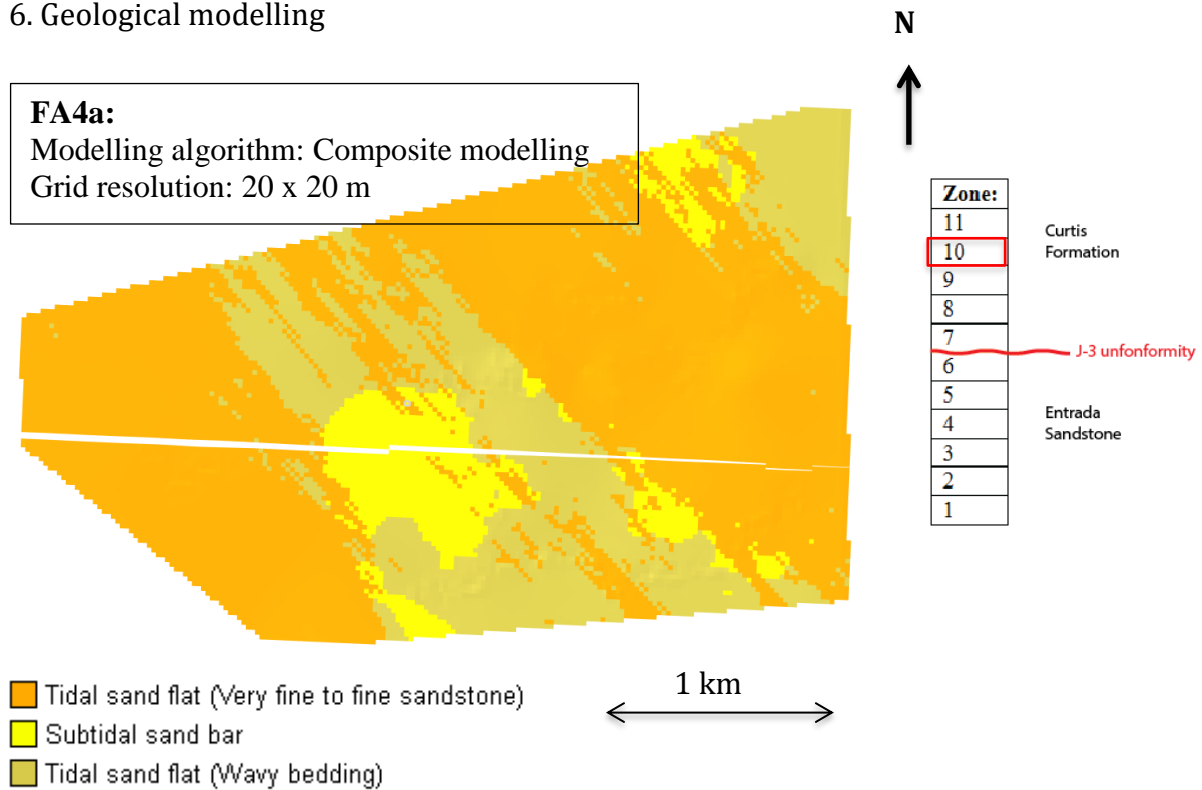 6. Geological modelling
N
FA4a:
Modelling algorithm: Composite modelling
Grid resolution: 20 x 20 m
Zone:
11
10
9
8
7
6
5
4
3
2
1
Curtis
Formation
J-3 unfonformity
Entrada
Sandstone
Tidal sand flat (Very fine to fine sandstone)
Subtidal sand bar
Tidal sand flat (Wavy bedding)
1 km